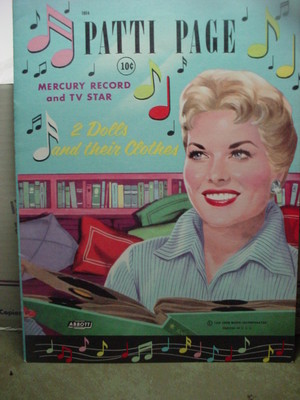 PATTI PAGE
10¢
MERCURY RECORD
and TV STAR
2 Dolls
and their Clothes
ABBOTT